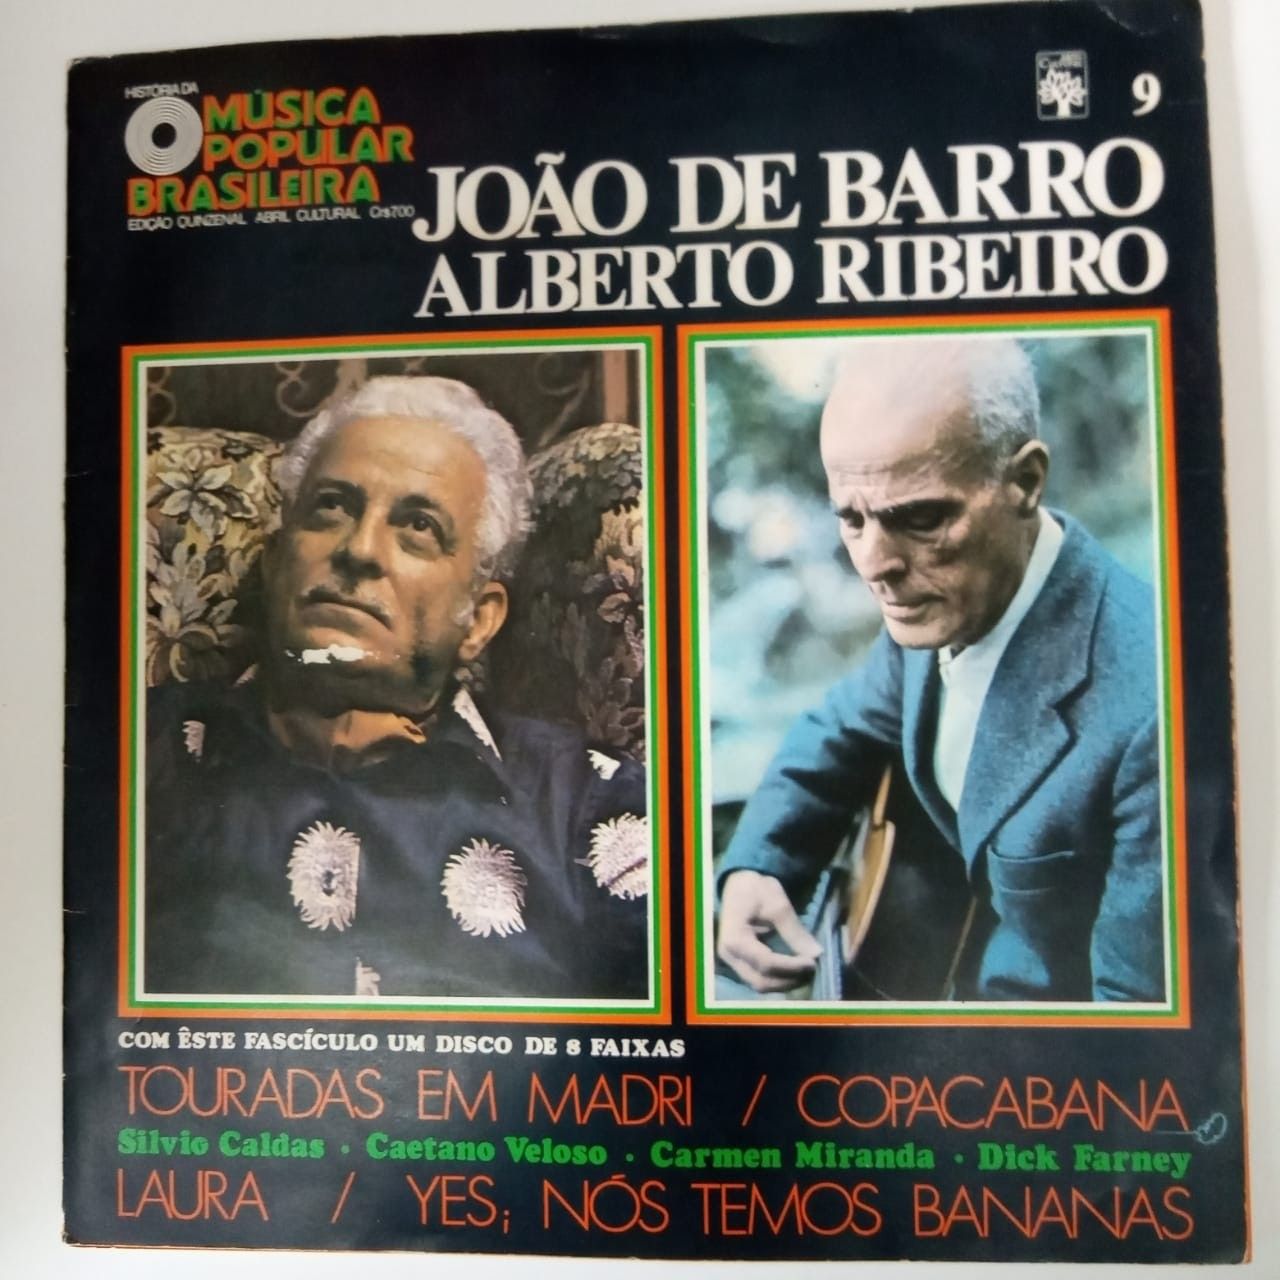 HISTÓRIA DA
MÚSICA
POPULAR
BRASILEIRA
EDIÇÃO QUINZENAL ABRIL CULTURAL Cr$7,00
Abril
Cultural
9
JOÃO DE BARRO
ALBERTO RIBEIRO
COM ÊSTE FASCÍCULO UM DISCO DE 8 FAIXAS
TOURADAS EM MADRI / COPACABANA
Silvio Caldas · Caetano Veloso · Carmen Miranda · Dick Farney
LAURA / YES; NÓS TEMOS BANANAS